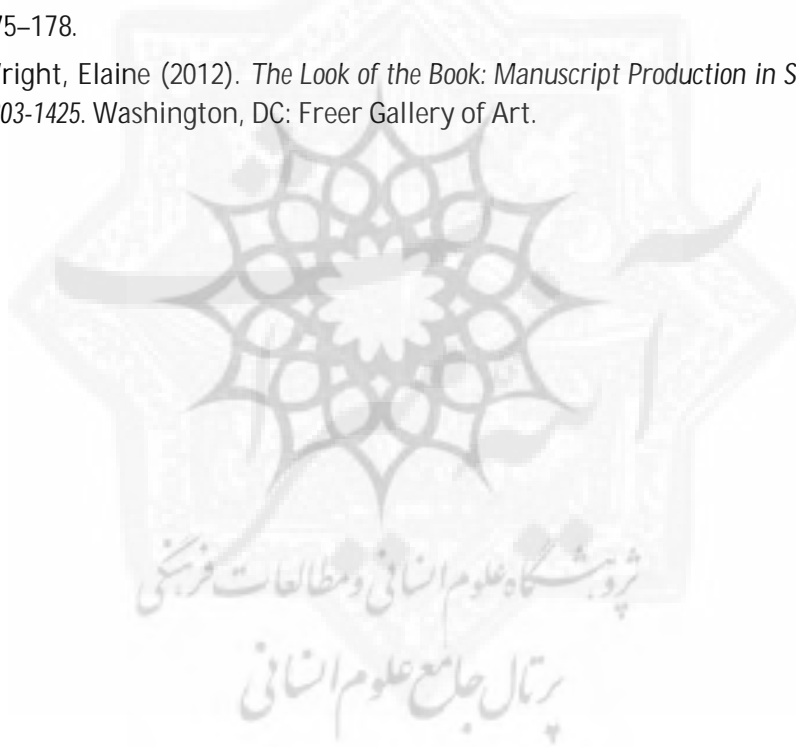 75–178.
Wright, Elaine (2012). The Look of the Book: Manuscript Production in S
03-1425. Washington, DC: Freer Gallery of Art.
پژوهشگاه علوم انسانی و مطالعات فرهنگی
پرتال جامع علوم انسانی